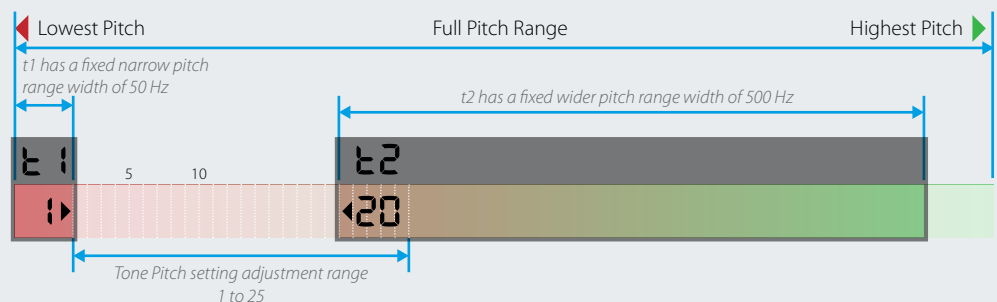 Lowest Pitch Full Pitch Range Highest Pitch
t1 has a fixed narrow pitch
range width of 50 Hz
t2 has a fixed wider pitch range width of 500 Hz
t1 t2
5 10
1 20
Tone Pitch setting adjustment range
1 to 25